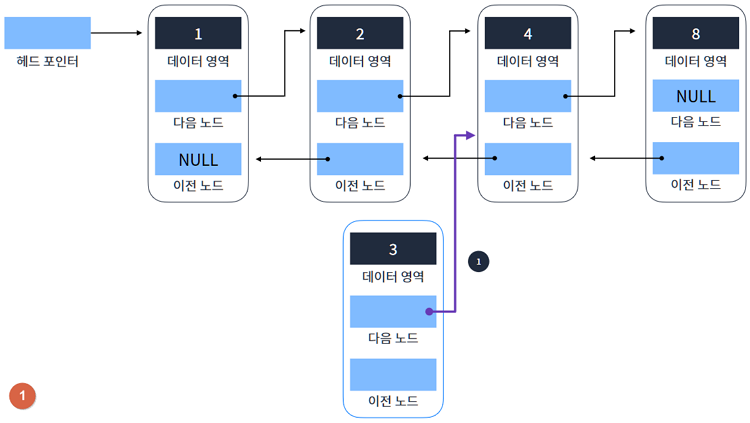 헤드 포인터
1
데이터 영역
다음 노드
NULL
이전 노드
2
데이터 영역
다음 노드
이전 노드
4
데이터 영역
다음 노드
이전 노드
8
데이터 영역
NULL
다음 노드
이전 노드
3
데이터 영역
다음 노드
이전 노드
1
1